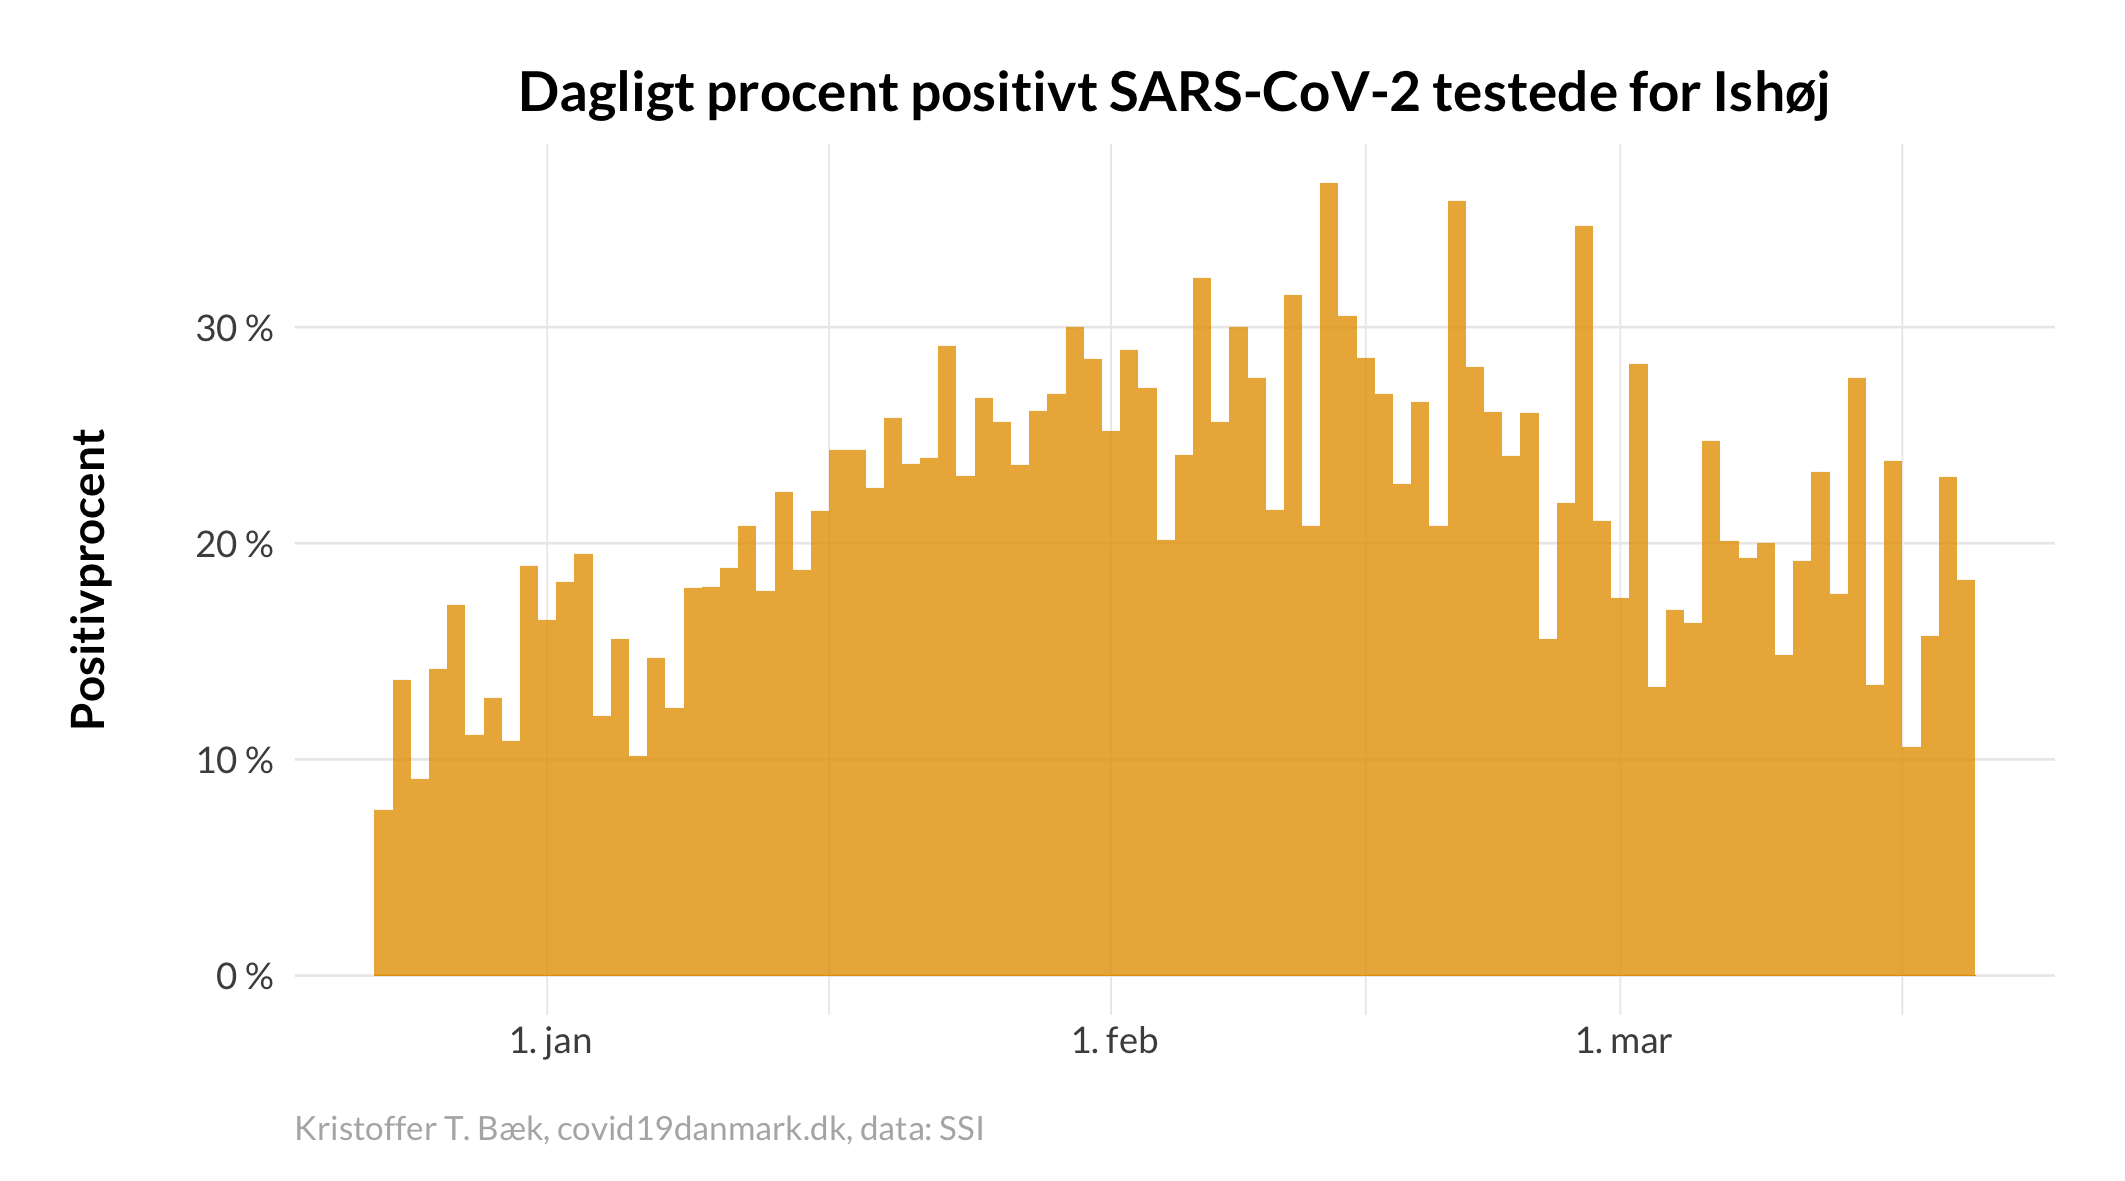 Dagligt procent positivt SARS-CoV-2 testede for Ishøj
Positivprocent
30 %
20 %
10 %
0 %
1. jan
1. feb
1. mar
Kristoffer T. Bæk, covid19danmark.dk, data: SSI